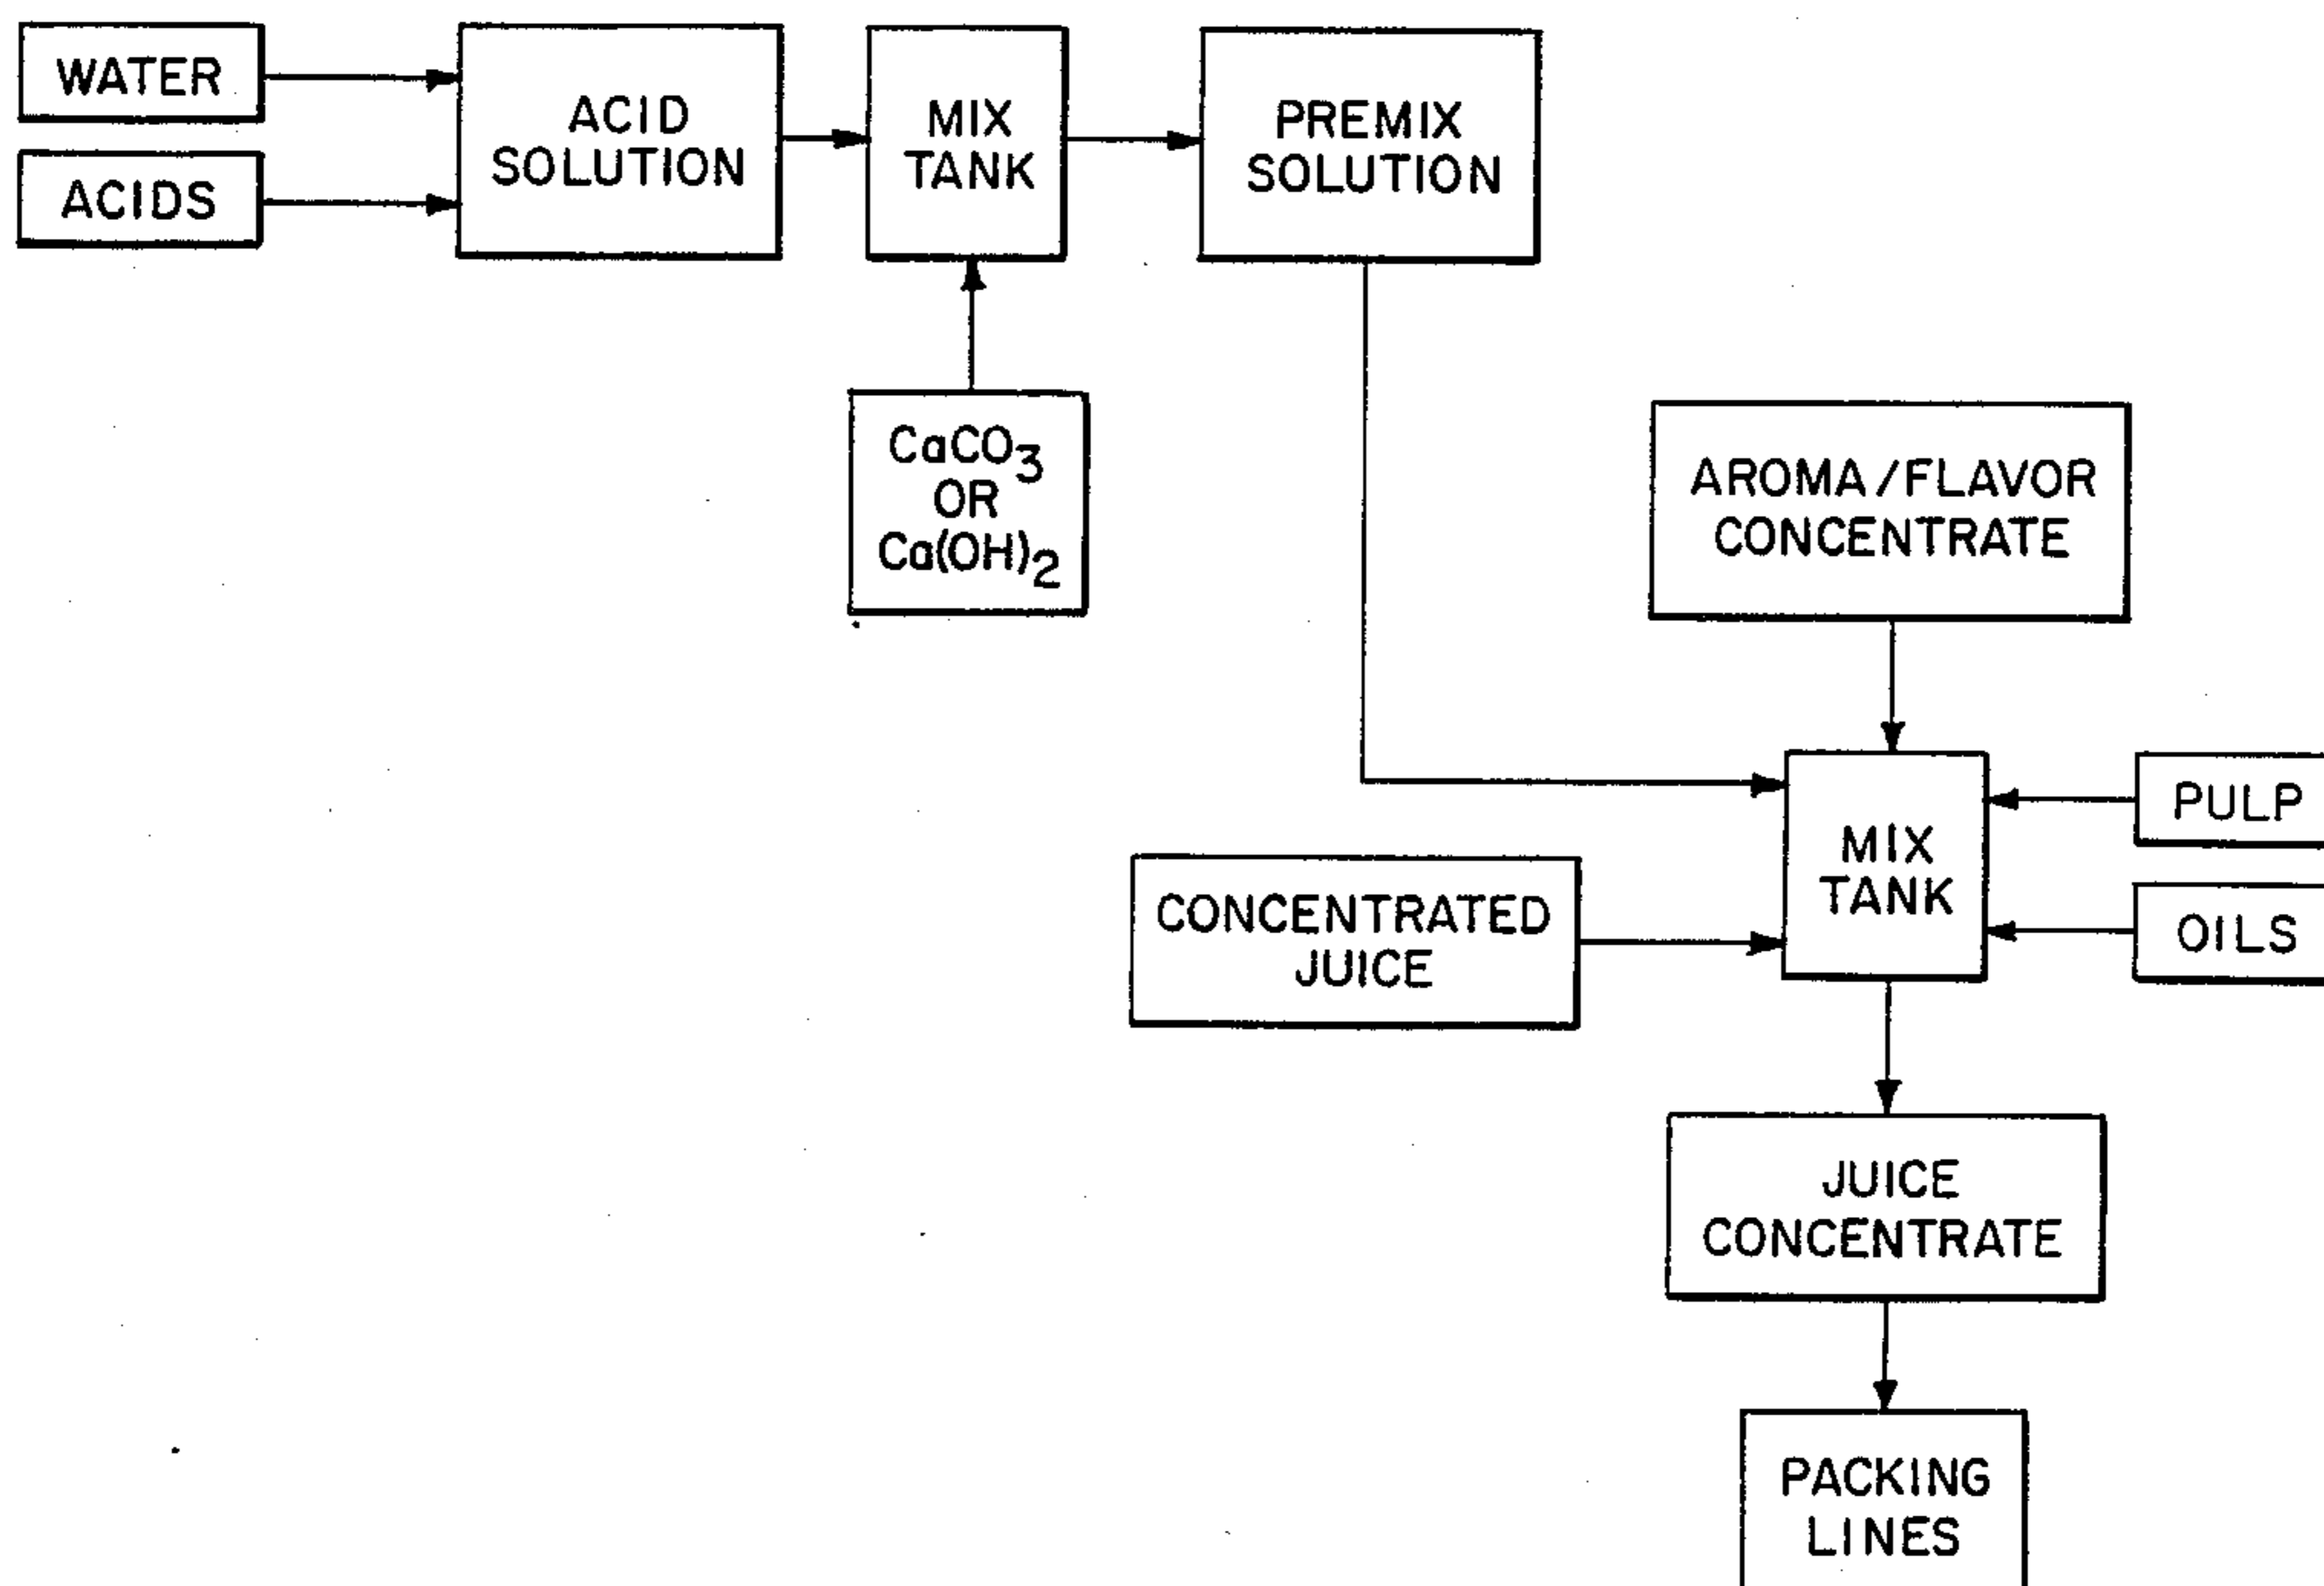 WATER
ACIDS
ACID
SOLUTION
MIX
TANK
PREMIX
SOLUTION
CaCO3
OR
Ca(OH)2
AROMA/FLAVOR
CONCENTRATE
PULP
MIX
TANK
OILS
CONCENTRATED
JUICE
JUICE
CONCENTRATE
PACKING
LINES